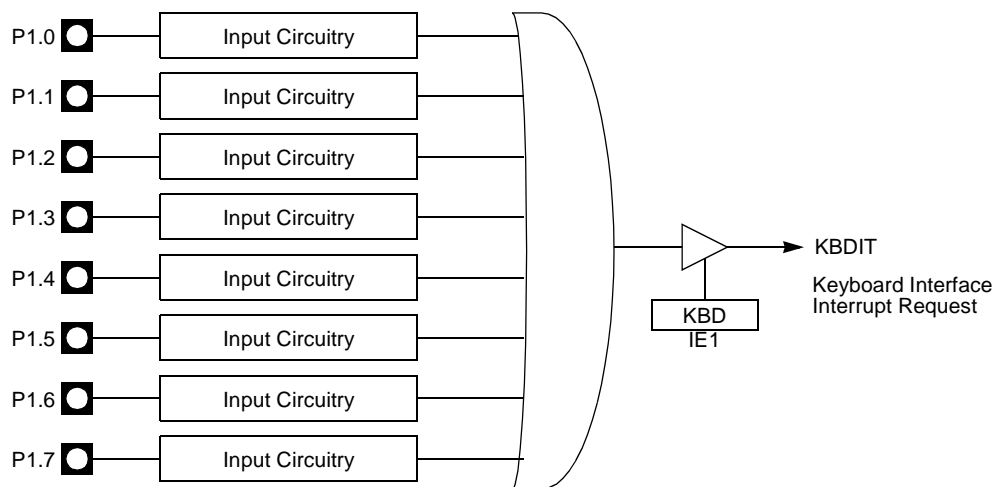 P1.0 Input Circuitry
P1.1 Input Circuitry
P1.2 Input Circuitry
P1.3 Input Circuitry
P1.4 Input Circuitry
P1.5 Input Circuitry
P1.6 Input Circuitry
P1.7 Input Circuitry
KBDIT
Keyboard Interface
Interrupt Request
KBD
IE1